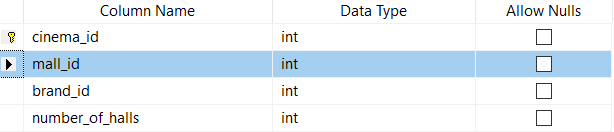 Column Name Data Type Allow Nulls
cinema_id int
mall_id int
brand_id int
number_of_halls int